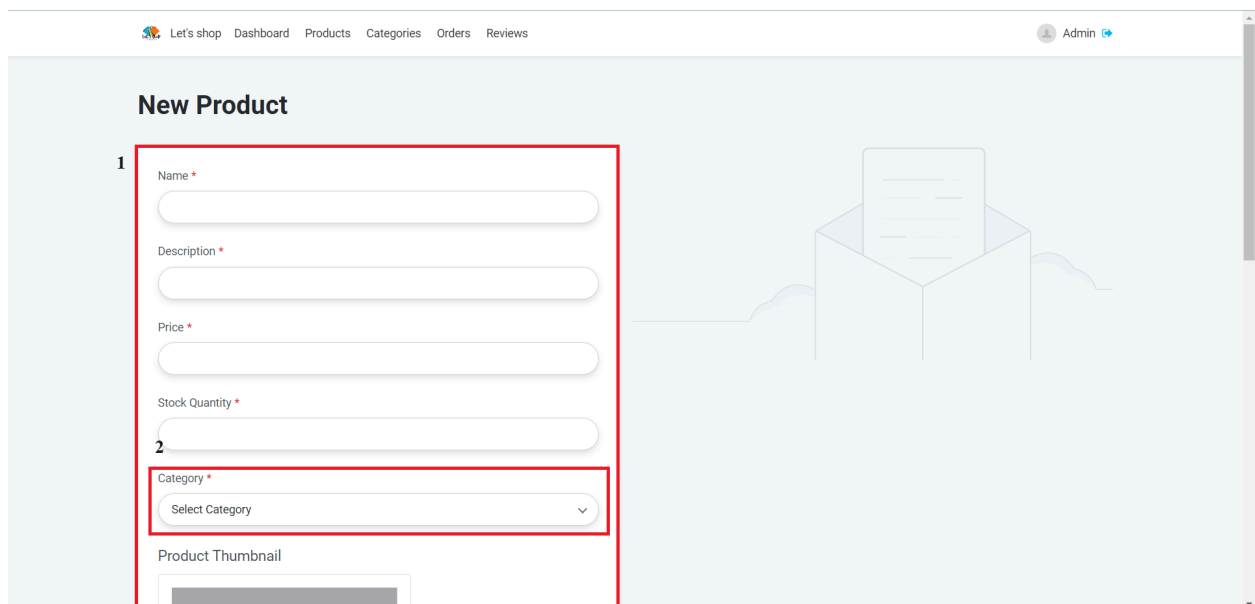 Let's shop Dashboard Products Categories Orders Reviews Admin
New Product
1
Name *
Description *
Price *
Stock Quantity *
2
Category *
Select Category
Product Thumbnail